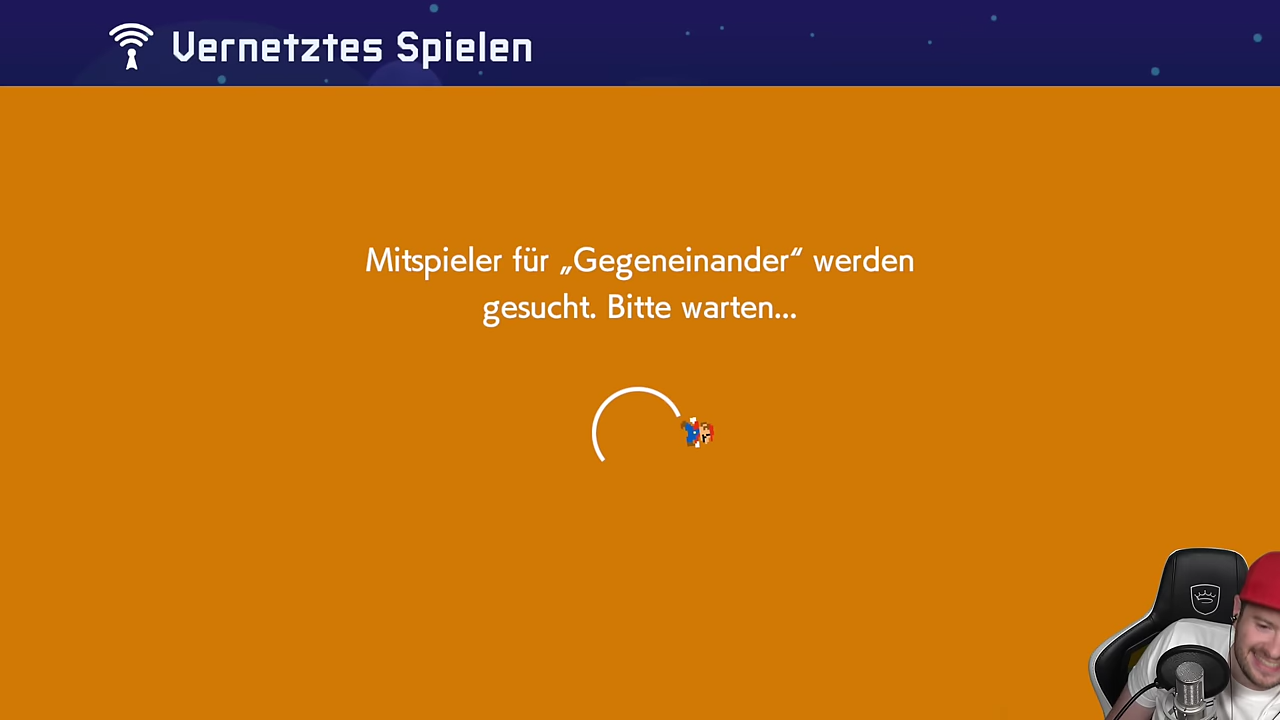 Vernetztes Spielen
Mitspieler für „Gegeneinander“ werden
gesucht. Bitte warten...